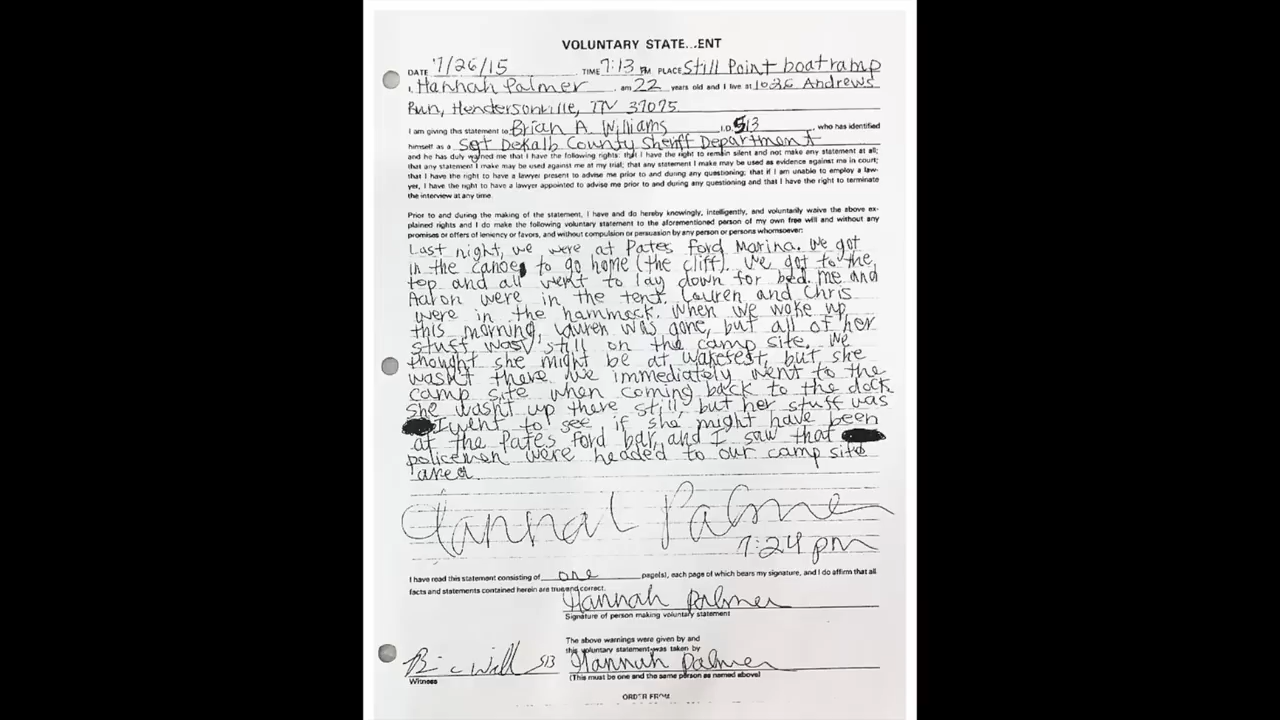 VOLUNTARY STATE...ENT
DATE 7/26/15 TIME 7:13 PM PLACE Still Point boatramp
I, Hannah Palmer, am 22 years old and I live at 1036 Andrews
Run, Hendersonville, TN 37075
I am giving this statement to Brian A. Williams I.D. 513, who has identified
himself as a Sgt DeKalb County Sheriff Department
and he has duly warned me that I have the following rights: that I have the right to remain silent and not make any statement at all;
that any statement I make may be used against me at my trial; that any statement I make may be used as evidence against me in court;
that I have the right to have a lawyer present to advise me prior to and during any questioning; that if I am unable to employ a law-
yer, I have the right to have a lawyer appointed to advise me prior to and during any questioning and that I have the right to terminate
the interview at any time.
Prior to and during the making of the statement, I have and do hereby knowingly, intelligently, and voluntarily waive the above ex-
plained rights and I do make the following voluntary statement to the aforementioned person of my own free will and without any
promises or offers of leniency or favors, and without compulsion or persuasion by any person or persons whomsoever:
Last night, we were at Pates Ford Marina. We got
in the canoe to go home (the cliff). We got to the
top and all went to lay down for bed. me and
Aaron were in the tent. Lauren and Chris
were in the hammock. When we woke up
this morning, Lauren was gone, but all of her
stuff was still on the camp site. We
thought she might be at wakefest, but she
wasn't there. We immediately went to the
camp site when coming back to the dock
she wasn't up there still, but her stuff was
I went to see if she might have been
at the Pates Ford bar, and I saw that
policemen were headed to our camp site
area.
Hannah Palmer
7:24 pm
I have read this statement consisting of one page(s), each page of which bears my signature, and I do affirm that all
facts and statements contained herein are true and correct.
Hannah Palmer
Signature of person making voluntary statement
The above warnings were given by and
this voluntary statement was taken by
513 Hannah Palmer
Witness (This must be one and the same person as named above)
ORDER FROM